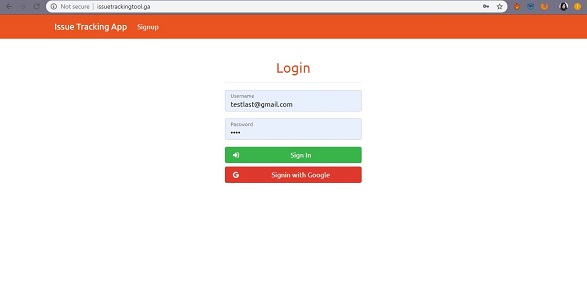 Not secure | issuetrackingtool.ga
Issue Tracking App Signup
Login
Username
testlast@gmail.com
Password
••••
Sign In
G Signin with Google